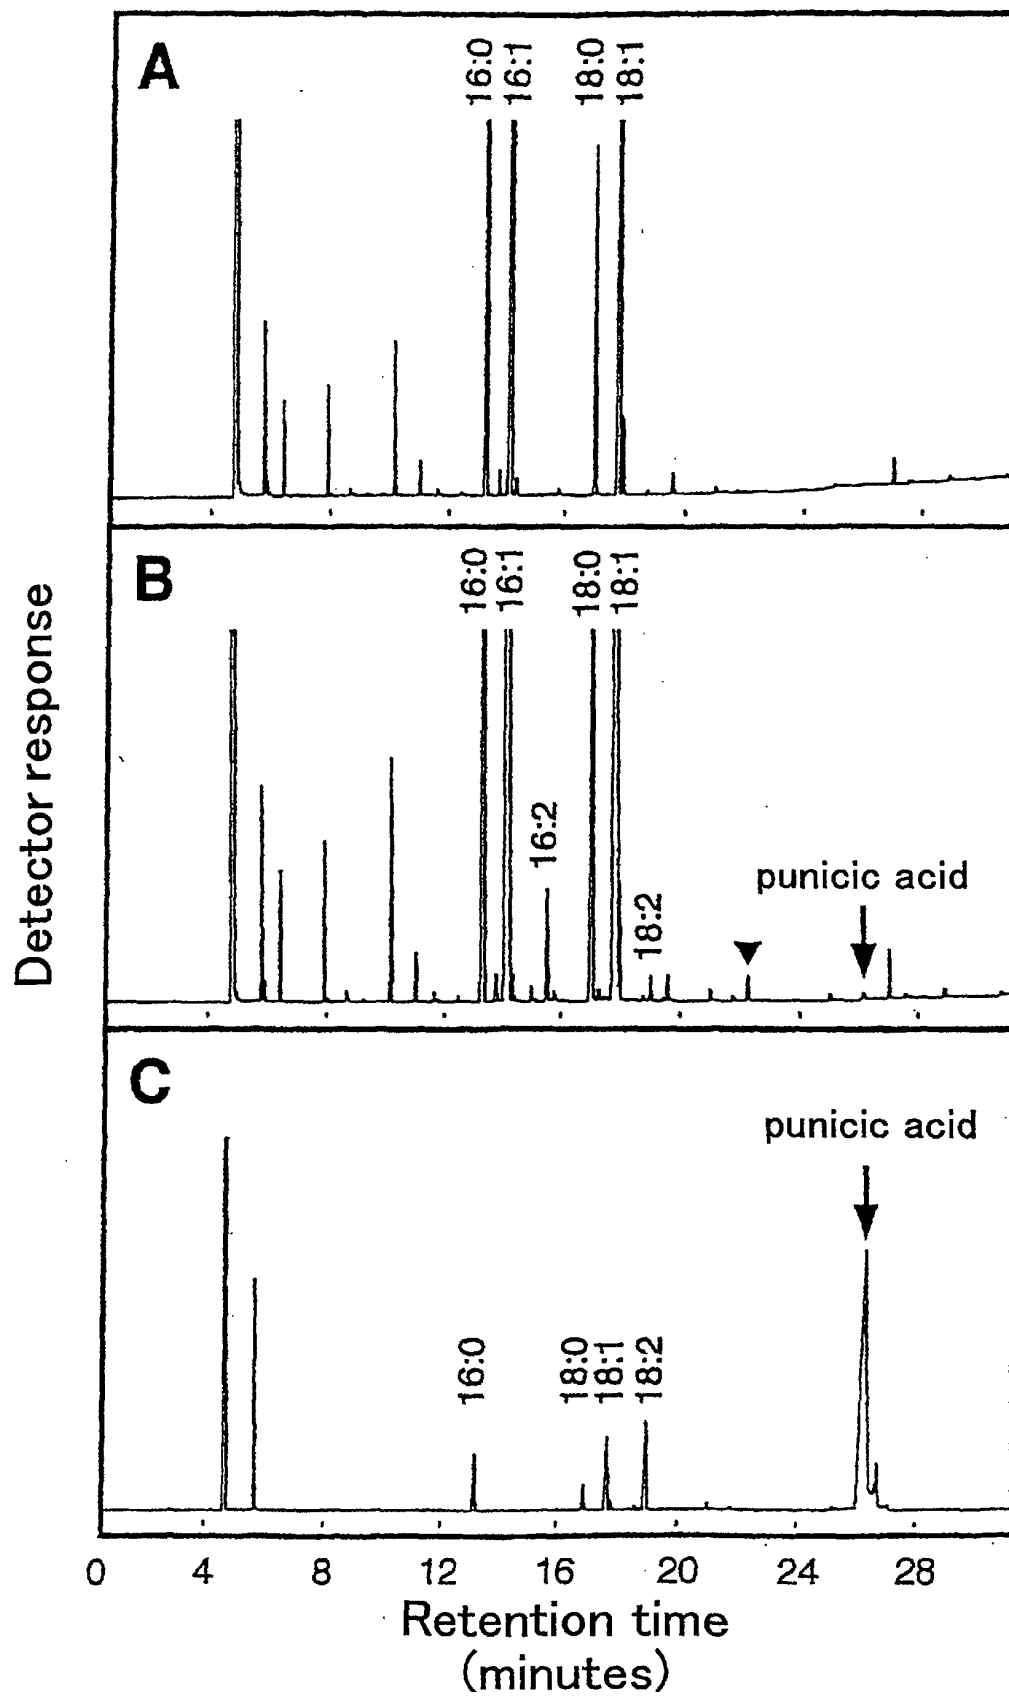 A
16:0
16:1
18:0
18:1
B
16:0
16:1
16:2
18:0
18:1
18:2
punicic acid
C
16:0
18:0
18:1
18:2
punicic acid
Detector response
0 4 8 12 16 20 24 28
Retention time
(minutes)